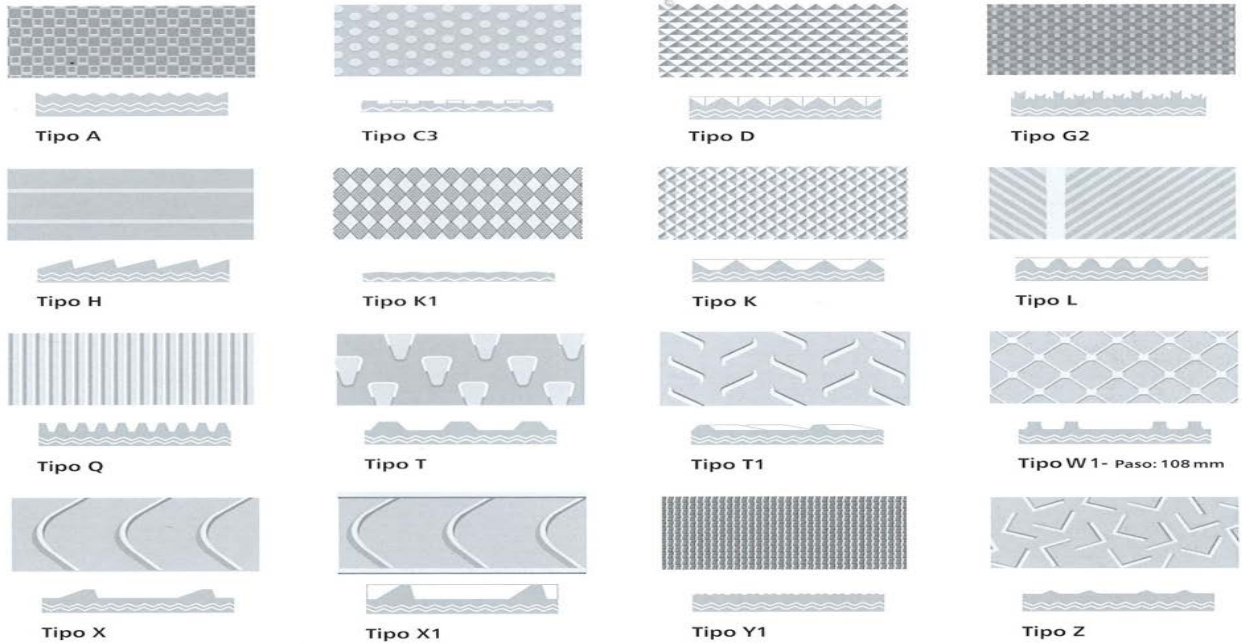 Tipo A
Tipo C3
Tipo D
Tipo G2
Tipo H
Tipo K1
Tipo K
Tipo L
Tipo Q
Tipo T
Tipo T1
Tipo W1- Paso: 108 mm
Tipo X
Tipo X1
Tipo Y1
Tipo Z